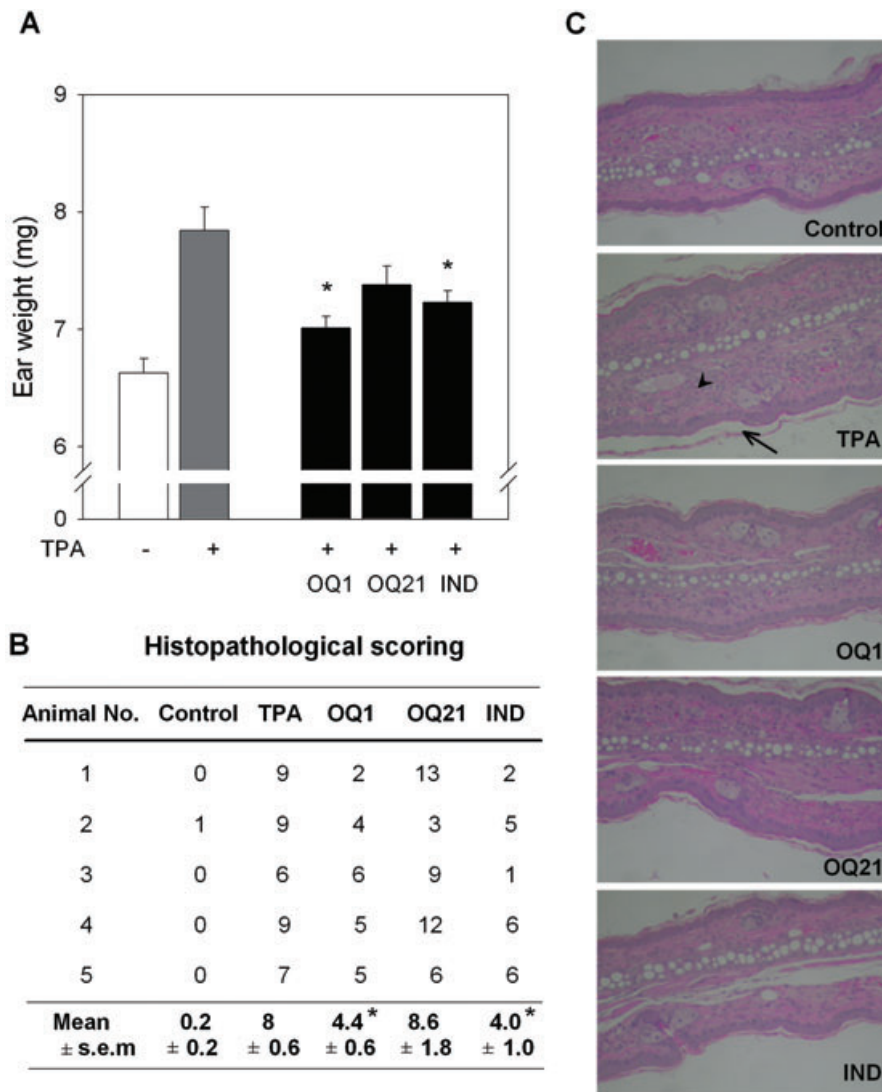 A
9
8
7
6
0
Ear weight (mg)
* *
TPA - + + + +
OQ1 OQ21 IND
B Histopathological scoring
Animal No. Control TPA OQ1 OQ21 IND
1 0 9 2 13 2
2 1 9 4 3 5
3 0 6 6 9 1
4 0 9 5 12 6
5 0 7 5 6 6
Mean 0.2 8 4.4* 8.6 4.0*
± s.e.m ± 0.2 ± 0.6 ± 0.6 ± 1.8 ± 1.0
C
Control
TPA
OQ1
OQ21
IND